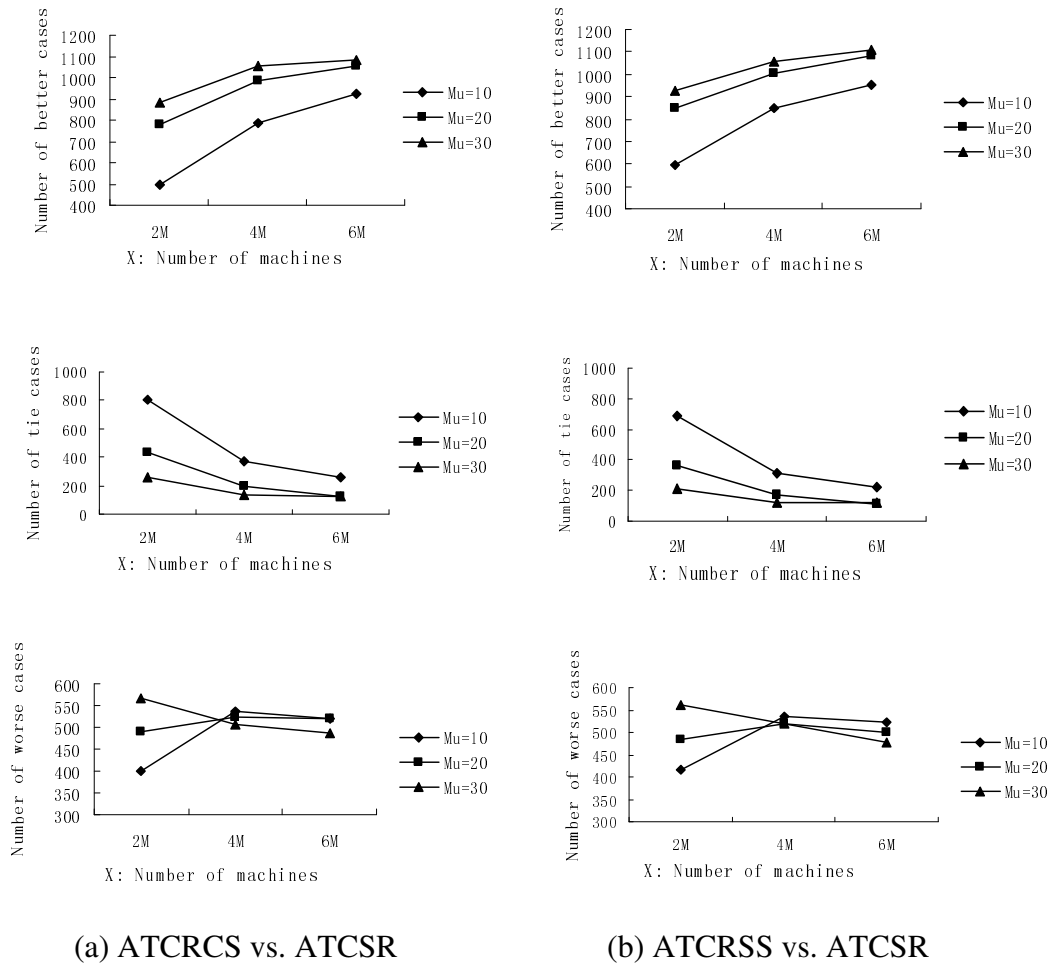 Number of better cases
1200
1100
1000
900
800
700
600
500
400
2M 4M 6M
X: Number of machines
Mu=10
Mu=20
Mu=30
Number of better cases
1200
1100
1000
900
800
700
600
500
400
2M 4M 6M
X: Number of machines
Mu=10
Mu=20
Mu=30
Number of tie cases
1000
800
600
400
200
0
2M 4M 6M
X: Number of machines
Mu=10
Mu=20
Mu=30
Number of tie cases
1000
800
600
400
200
0
2M 4M 6M
X: Number of machines
Mu=10
Mu=20
Mu=30
Number of worse cases
600
550
500
450
400
350
300
2M 4M 6M
X: Number of machines
Mu=10
Mu=20
Mu=30
Number of worse cases
600
550
500
450
400
350
300
2M 4M 6M
X: Number of machines
Mu=10
Mu=20
Mu=30
(a) ATCRCS vs. ATCSR
(b) ATCRSS vs. ATCSR